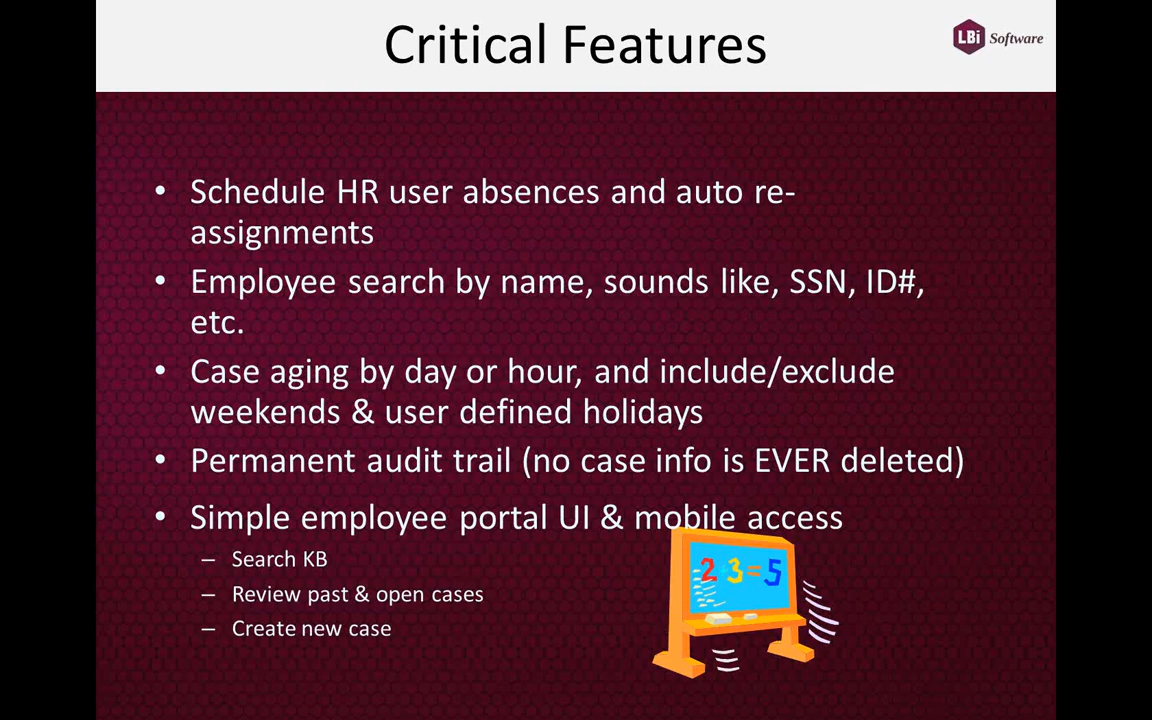 Critical Features
LBi Software
• Schedule HR user absences and auto re-
assignments
• Employee search by name, sounds like, SSN, ID#,
etc.
• Case aging by day or hour, and include/exclude
weekends & user defined holidays
• Permanent audit trail (no case info is EVER deleted)
• Simple employee portal UI & mobile access
– Search KB
– Review past & open cases
– Create new case
2 3=5